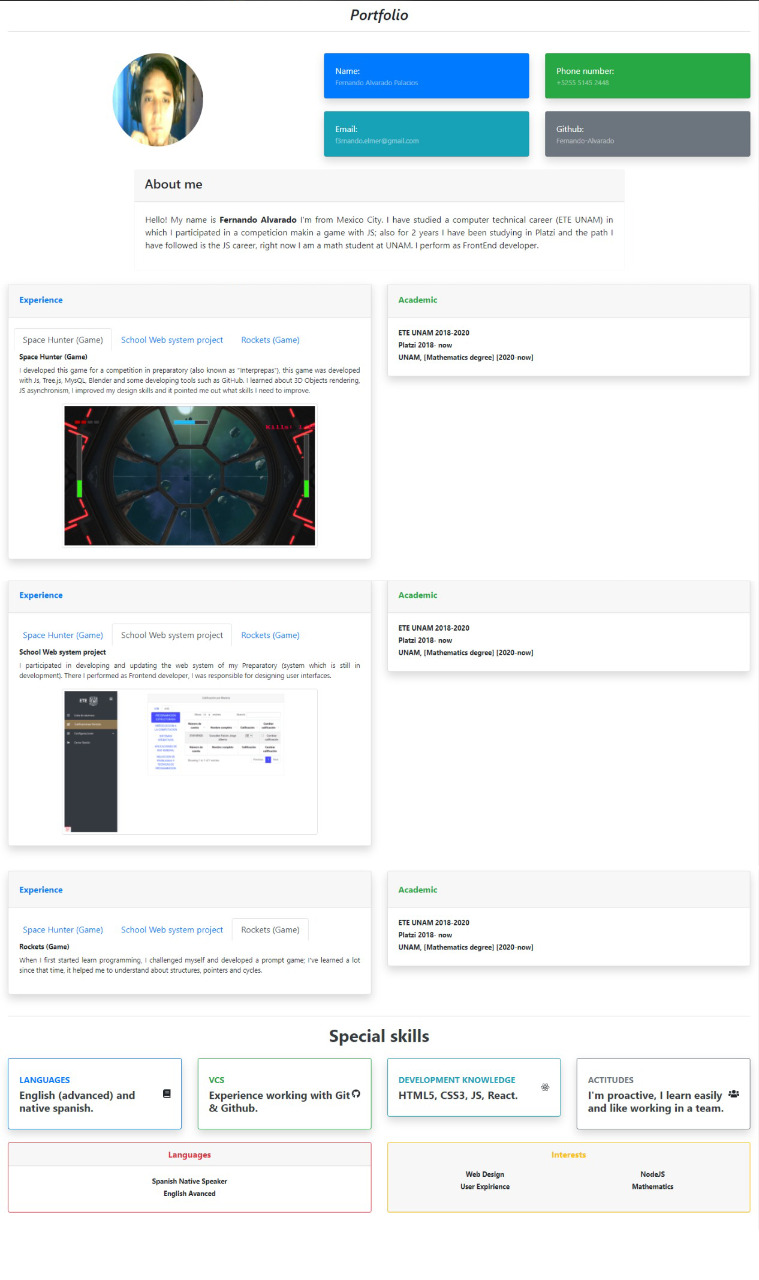 Portfolio
Name:
Fernando Alvarado Palacios
Phone number:
+5255 5145 2448
Email:
fernando.elmer@gmail.com
Github:
Fernando-Alvarado
About me
Hello! My name is Fernando Alvarado I'm from Mexico City. I have studied a computer technical career (ETE UNAM) in
which I participated in a competicion makin a game with JS; also for 2 years I have been studying in Platzi and the path I
have followed is the JS career, right now I am a math student at UNAM. I perform as FrontEnd developer.
Experience
Space Hunter (Game) School Web system project Rockets (Game)
Space Hunter (Game)
I developed this game for a competition in preparatory (also known as "Interprepas"), this game was developed
with Js, Tree.js, MysQL, Blender and some developing tools such as GitHub. I learned about 3D Objects rendering,
JS asynchronism, I improved my design skills and it pointed me out what skills I need to improve.
Kills:
Academic
ETE UNAM 2018-2020
Platzi 2018- now
UNAM, [Mathematics degree] [2020-now]
Experience
Space Hunter (Game) School Web system project Rockets (Game)
School Web system project
I participated in developing and updating the web system of my Preparatory (system which is still in
development). There I performed as Frontend developer, I was responsible for designing user interfaces.
ETE
Academic
ETE UNAM 2018-2020
Platzi 2018- now
UNAM, [Mathematics degree] [2020-now]
Experience
Space Hunter (Game) School Web system project Rockets (Game)
Rockets (Game)
When I first started learn programming, I challenged myself and developed a prompt game; I've learned a lot
since that time, it helped me to understand about structures, pointers and cycles.
Academic
ETE UNAM 2018-2020
Platzi 2018- now
UNAM, [Mathematics degree] [2020-now]
Special skills
LANGUAGES
English (advanced) and
native spanish.
VCS
Experience working with Git
& Github.
DEVELOPMENT KNOWLEDGE
HTML5, CSS3, JS, React.
ACTITUDES
I'm proactive, I learn easily
and like working in a team.
Languages
Spanish Native Speaker
English Avanced
Interests
Web Design NodeJS
User Expirience Mathematics